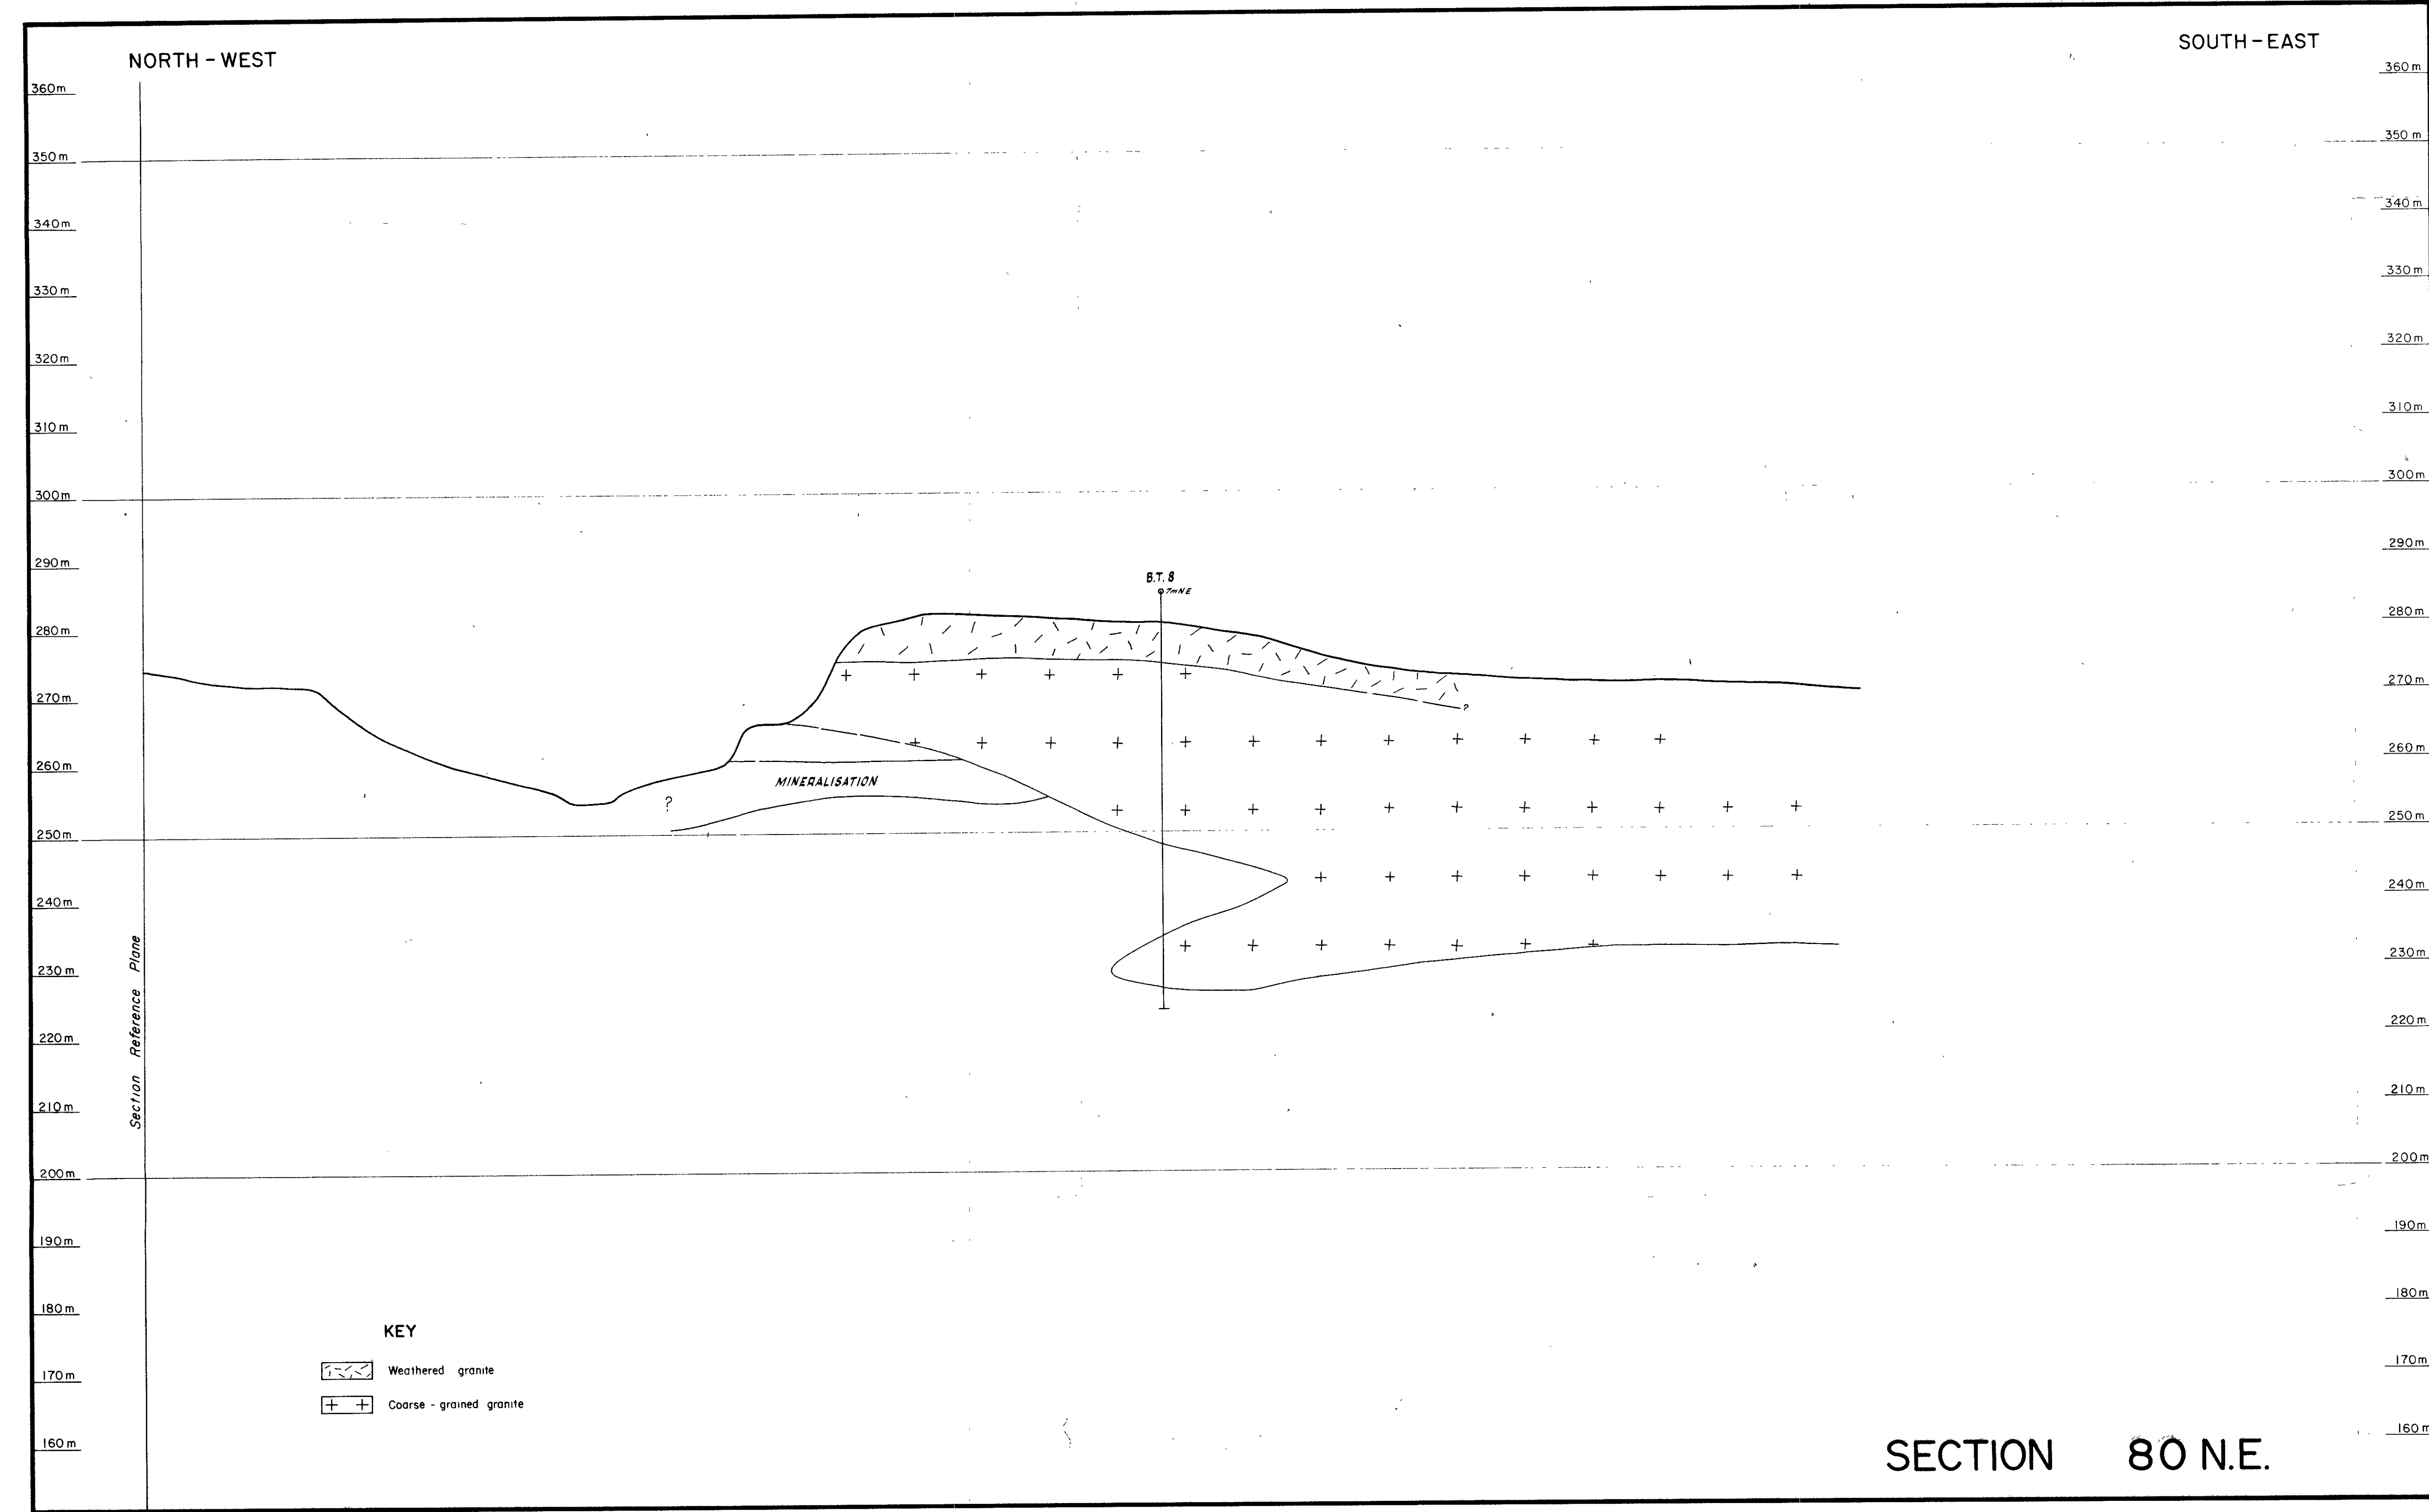 NORTH - WEST
SOUTH - EAST
360m
350m
340m
330m
320m
310m
300m
290m
280m
270m
260m
250m
240m
230m
220m
210m
200m
190m
180m
170m
160m
360m
350m
340m
330m
320m
310m
300m
290m
280m
270m
260m
250m
240m
230m
220m
210m
200m
190m
180m
170m
160m
B.T. 8
7mNE
?
MINERALISATION
?
Section Reference Plane
KEY
Weathered granite
Coarse - grained granite
SECTION 80 N.E.